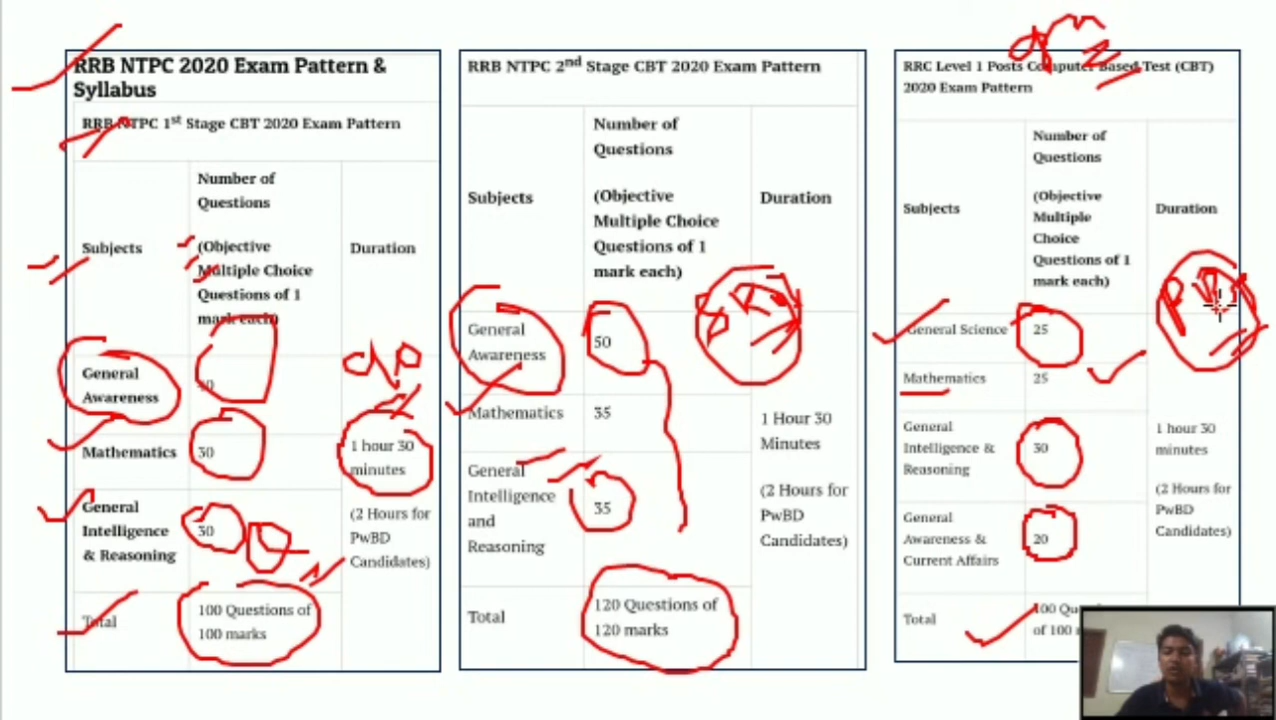 RRB NTPC 2020 Exam Pattern &
Syllabus
RRB NTPC 1st Stage CBT 2020 Exam Pattern
Number of
Questions
Subjects
(Objective
Multiple Choice
Questions of 1
mark each)
Duration
General
Awareness
40
Mathematics
30
1 hour 30
minutes
General
Intelligence
& Reasoning
30
(2 Hours for
PwBD
Candidates)
Total
100 Questions of
100 marks
RRB NTPC 2nd Stage CBT 2020 Exam Pattern
Number of
Questions
Subjects
(Objective
Multiple Choice
Questions of 1
mark each)
Duration
General
Awareness
50
Mathematics
35
1 Hour 30
Minutes
General
Intelligence
and
Reasoning
35
(2 Hours for
PwBD
Candidates)
Total
120 Questions of
120 marks
RRC Level 1 Posts Computer Based Test (CBT)
2020 Exam Pattern
Number of
Questions
Subjects
(Objective
Multiple
Choice
Questions of 1
mark each)
Duration
General Science
25
Mathematics
25
General
Intelligence &
Reasoning
30
1 hour 30
minutes
General
Awareness &
Current Affairs
20
(2 Hours for
PwBD
Candidates)
Total
100
of 100